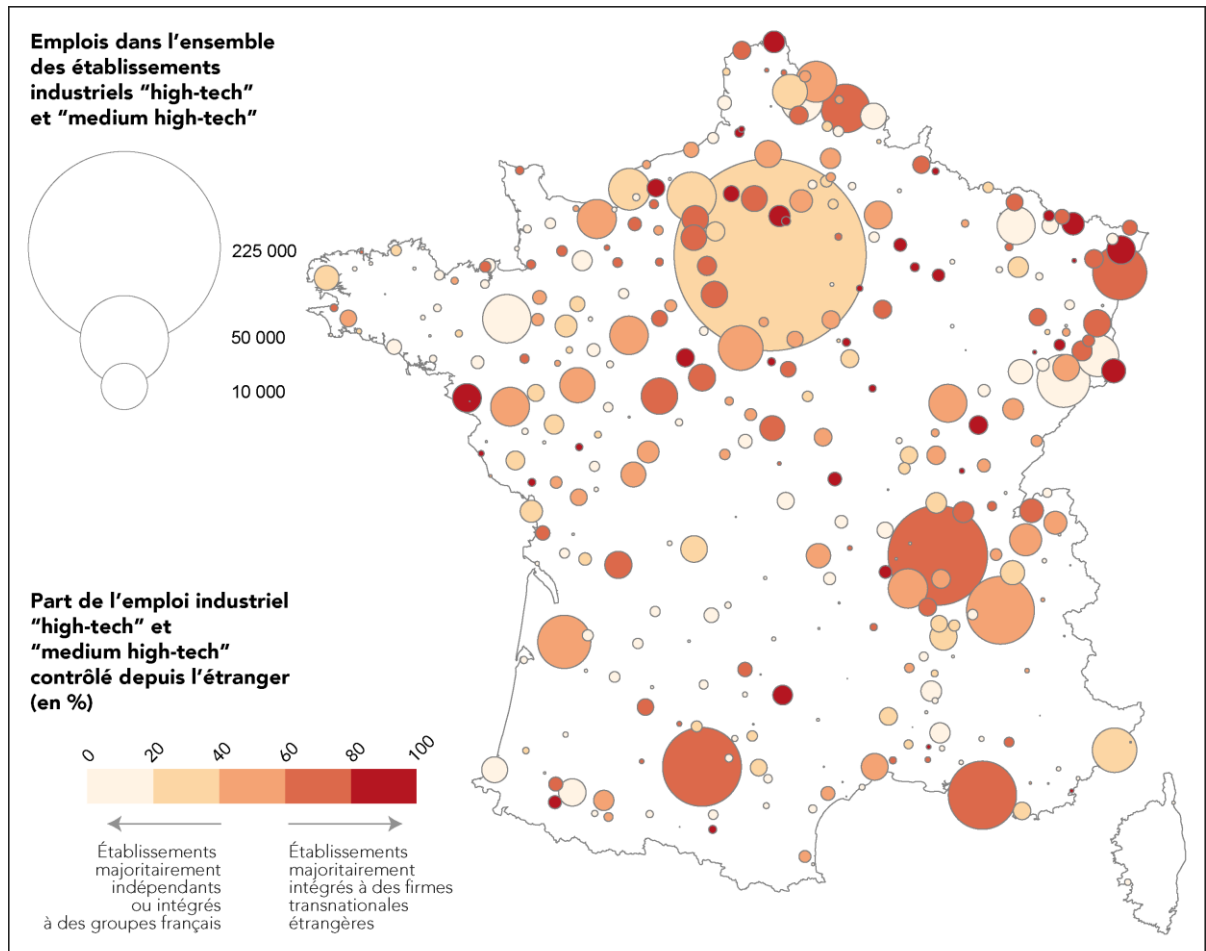 Emplois dans l'ensemble
des établissements
industriels "high-tech"
et "medium high-tech"
225 000
50 000
10 000
Part de l'emploi industriel
"high-tech" et
"medium high-tech"
contrôlé depuis l'étranger
(en %)
0 20 40 60 80 100
Établissements
majoritairement
indépendants
ou intégrés
à des groupes français
Établissements
majoritairement
intégrés à des firmes
transnationales
étrangères